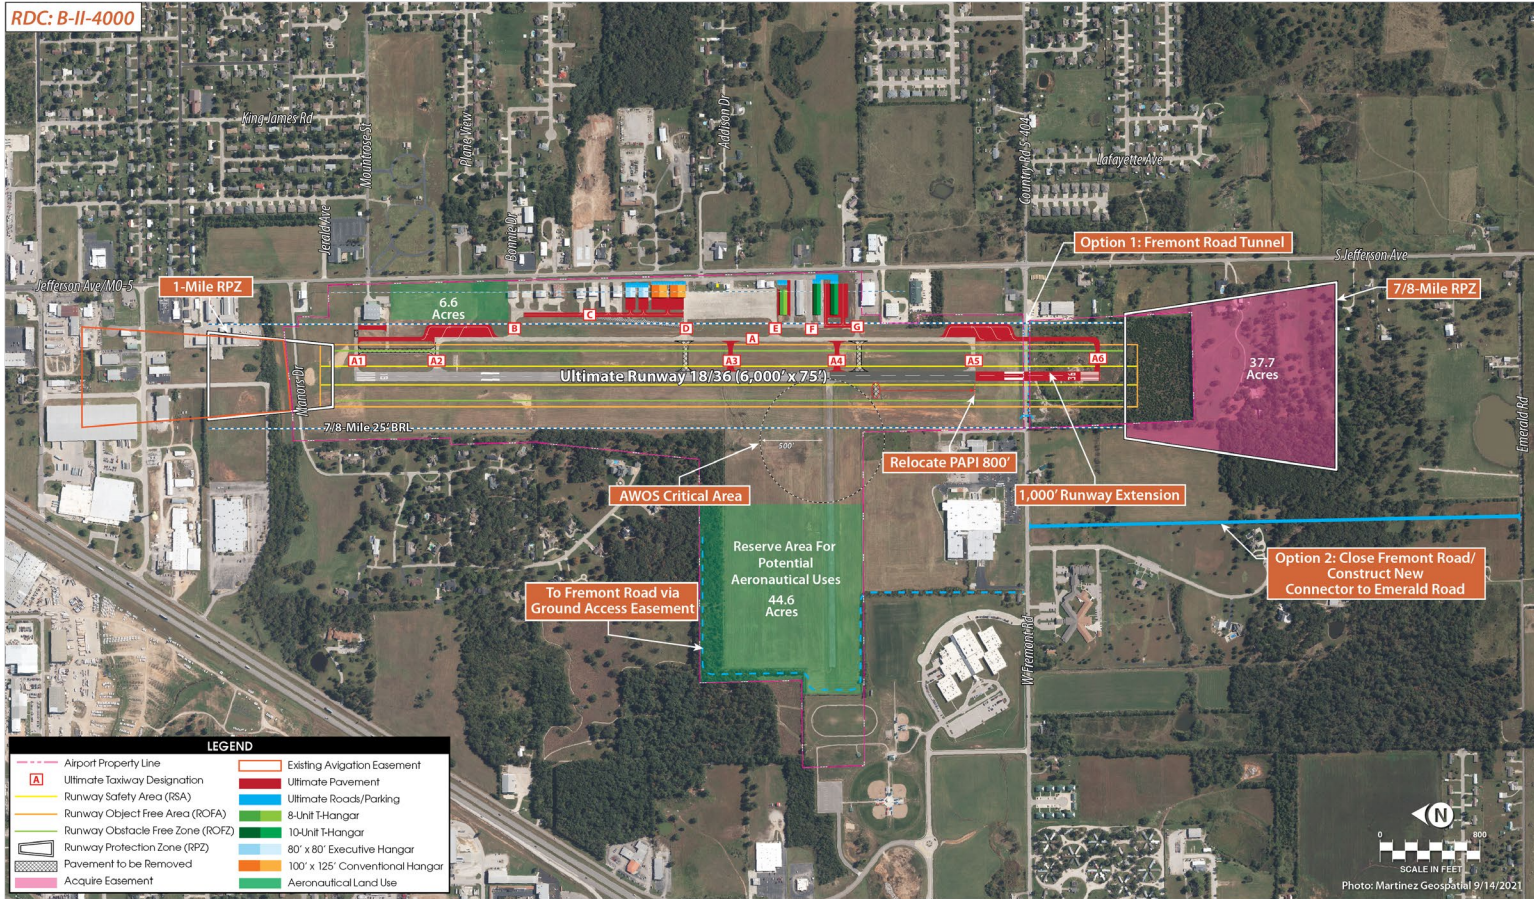 RDC: B-II-4000
King James Rd
Mountrose St
Plane View
Addison Dr
Country Rd S 404
Lafayette Ave
Jerald Ave
Bonnie Dr
Jefferson Ave/MO-5
S Jefferson Ave
Option 1: Fremont Road Tunnel
1-Mile RPZ
7/8-Mile RPZ
6.6
Acres
C
B
D
E
F
G
A
A1
A2
A3
A4
A5
A6
37.7
Acres
Ultimate Runway 18/36 (6,000' x 75')
36
Manors Dr
7/8-Mile 25' BRL
500'
Emerald Rd
Relocate PAPI 800'
AWOS Critical Area
1,000' Runway Extension
Reserve Area For
Potential
Aeronautical Uses
44.6
Acres
Option 2: Close Fremont Road/
Construct New
Connector to Emerald Road
To Fremont Road via
Ground Access Easement
W Fremont Rd
LEGEND
Airport Property Line
A
Ultimate Taxiway Designation
Runway Safety Area (RSA)
Runway Object Free Area (ROFA)
Runway Obstacle Free Zone (ROFZ)
Runway Protection Zone (RPZ)
Pavement to be Removed
Acquire Easement
Existing Avigation Easement
Ultimate Pavement
Ultimate Roads/Parking
8-Unit T-Hangar
10-Unit T-Hangar
80' x 80' Executive Hangar
100' x 125' Conventional Hangar
Aeronautical Land Use
N
0 800
SCALE IN FEET
Photo: Martinez Geospatial 9/14/2021